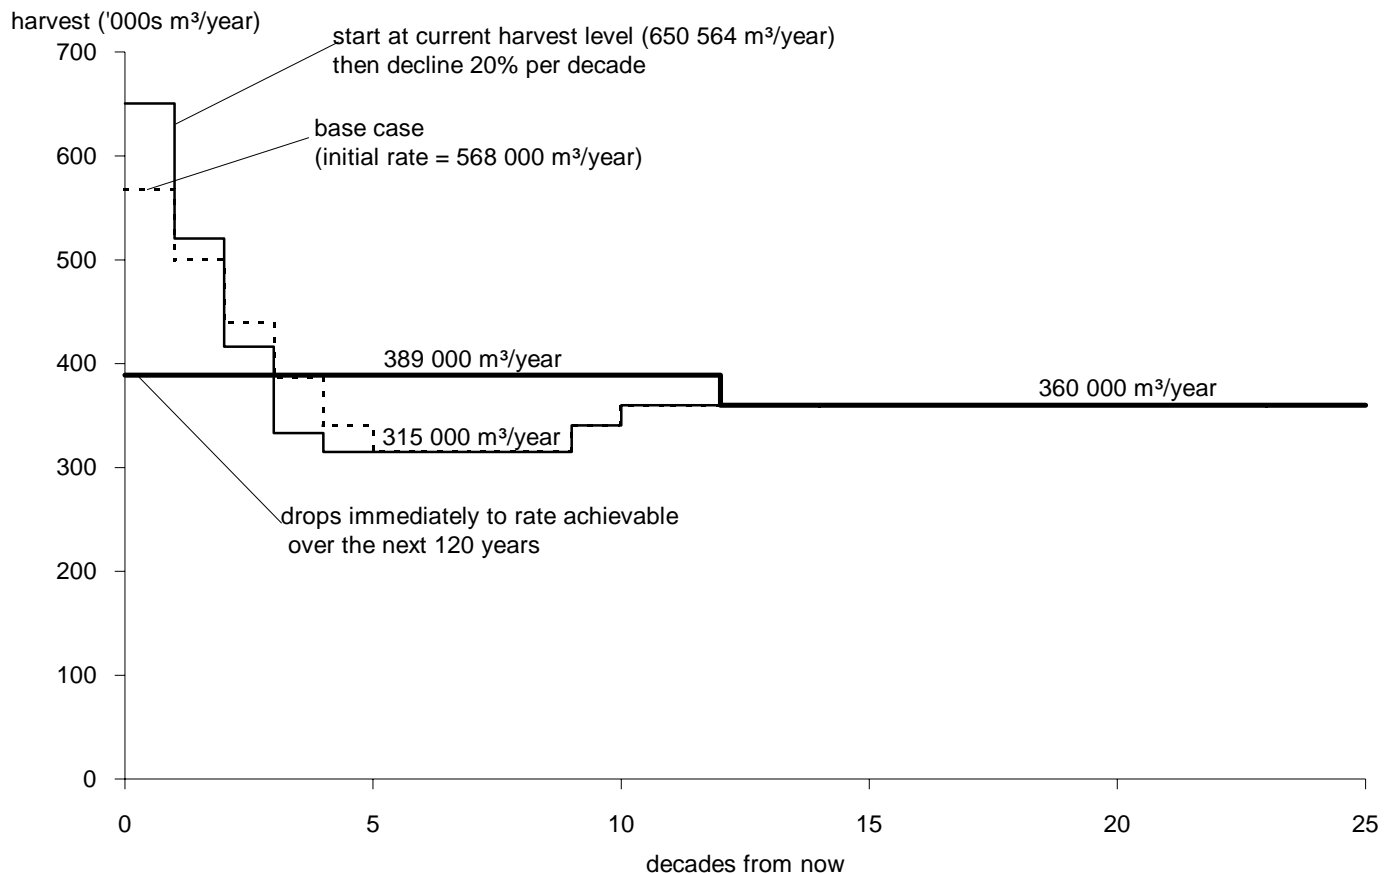 harvest ('000s m³/year)
start at current harvest level (650 564 m³/year)
then decline 20% per decade
700
base case
(initial rate = 568 000 m³/year)
600
500
400
389 000 m³/year
360 000 m³/year
315 000 m³/year
300
drops immediately to rate achievable
over the next 120 years
200
100
0
0 5 10 15 20 25
decades from now